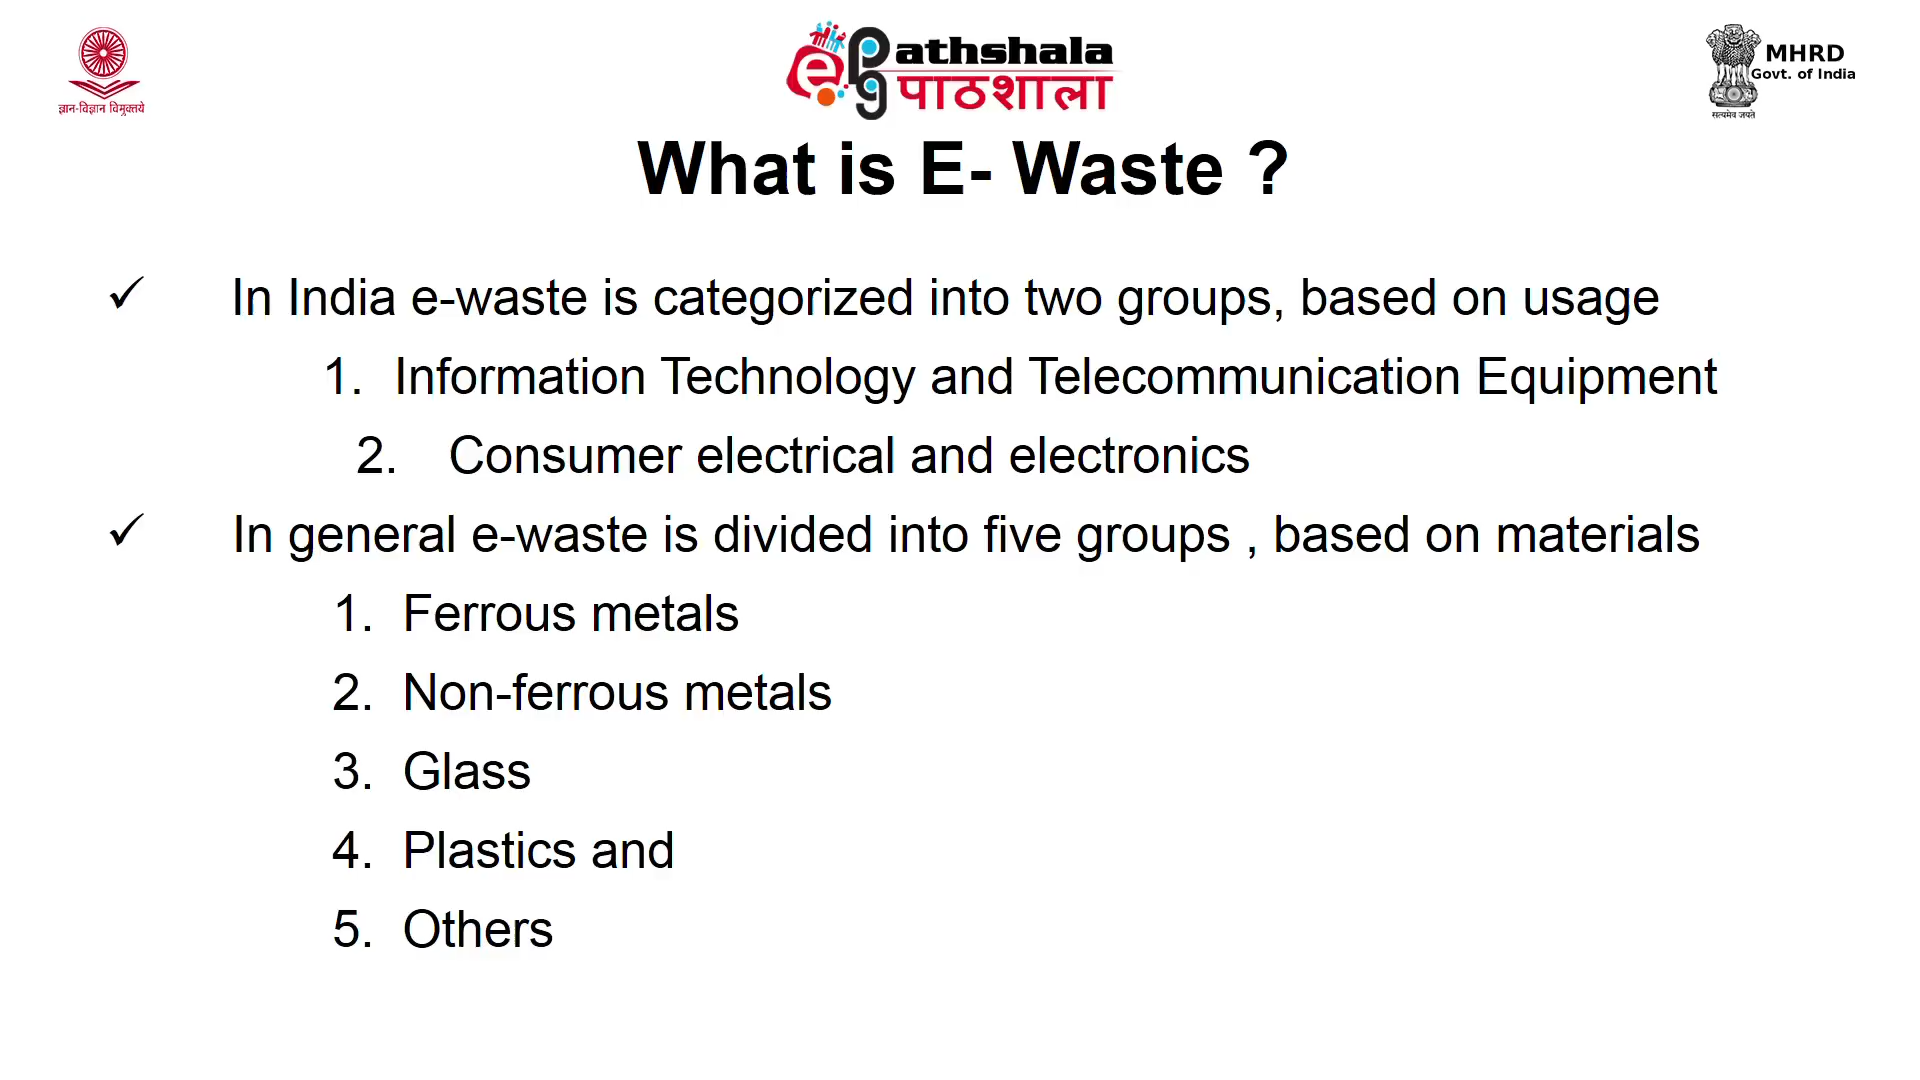 ज्ञान-विज्ञान विमुक्तये
ePG Pathshala
पाठशाला
MHRD
Govt. of India
सत्यमेव जयते
What is E- Waste ?
✓ In India e-waste is categorized into two groups, based on usage
1. Information Technology and Telecommunication Equipment
2. Consumer electrical and electronics
✓ In general e-waste is divided into five groups , based on materials
1. Ferrous metals
2. Non-ferrous metals
3. Glass
4. Plastics and
5. Others